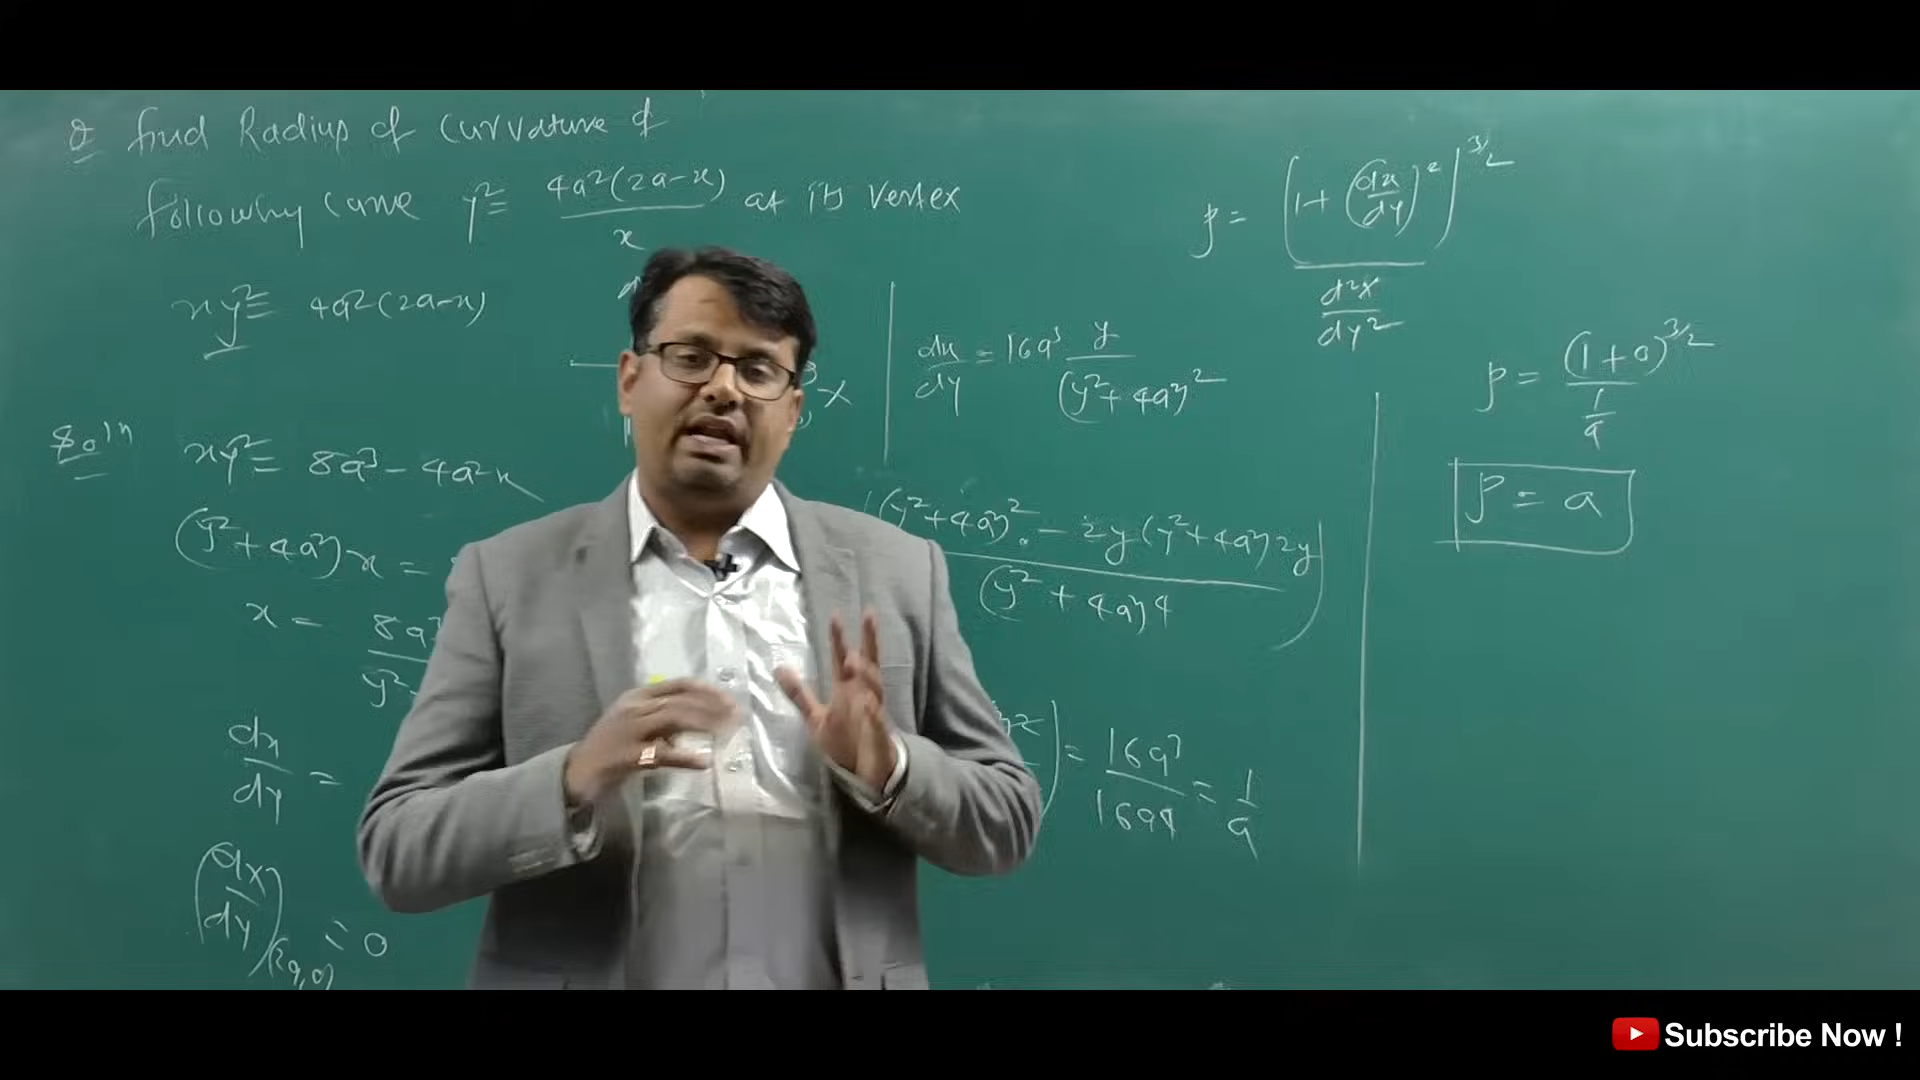 Q Find Radius of curvature of
following curve y² = 4a²(2a-x)/x at its vertex
xy² = 4a²(2a-x)
Soln
xy² = 8a³ - 4a²x
(y² + 4a²)x =
x = 8a³/y²
dx/dy =
(dx/dy)(2a,0) = 0
x
dx/dy = 16a³ y/(y² + 4a²)²
(y² + 4a²)² · - 2y(y² + 4a²)2y
(y² + 4a²)4
= 16a³/16a4 = 1/a
ρ = (1 + (dx/dy)²)^3/2 / d²x/dy²
ρ = (1 + 0)^3/2 / 1/a
ρ = a
Subscribe Now !